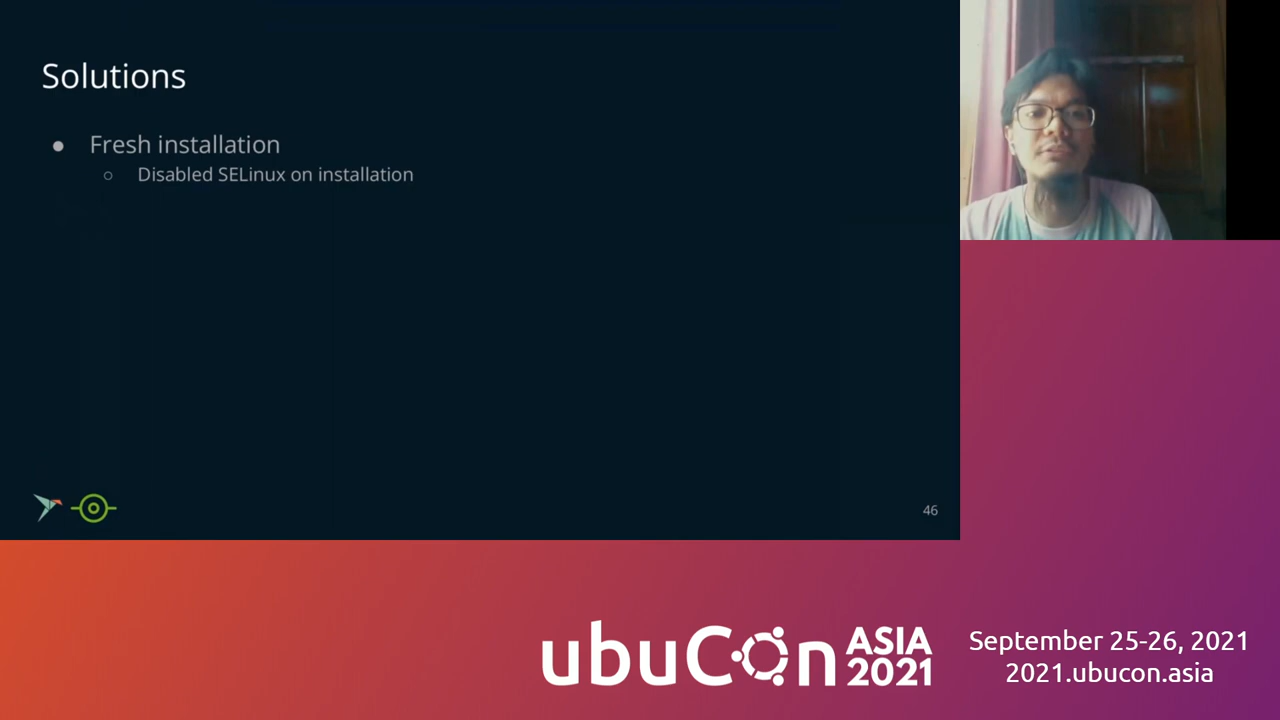 Solutions
● Fresh installation
○ Disabled SELinux on installation
46
ubuCon ASIA 2021
September 25-26, 2021
2021.ubucon.asia